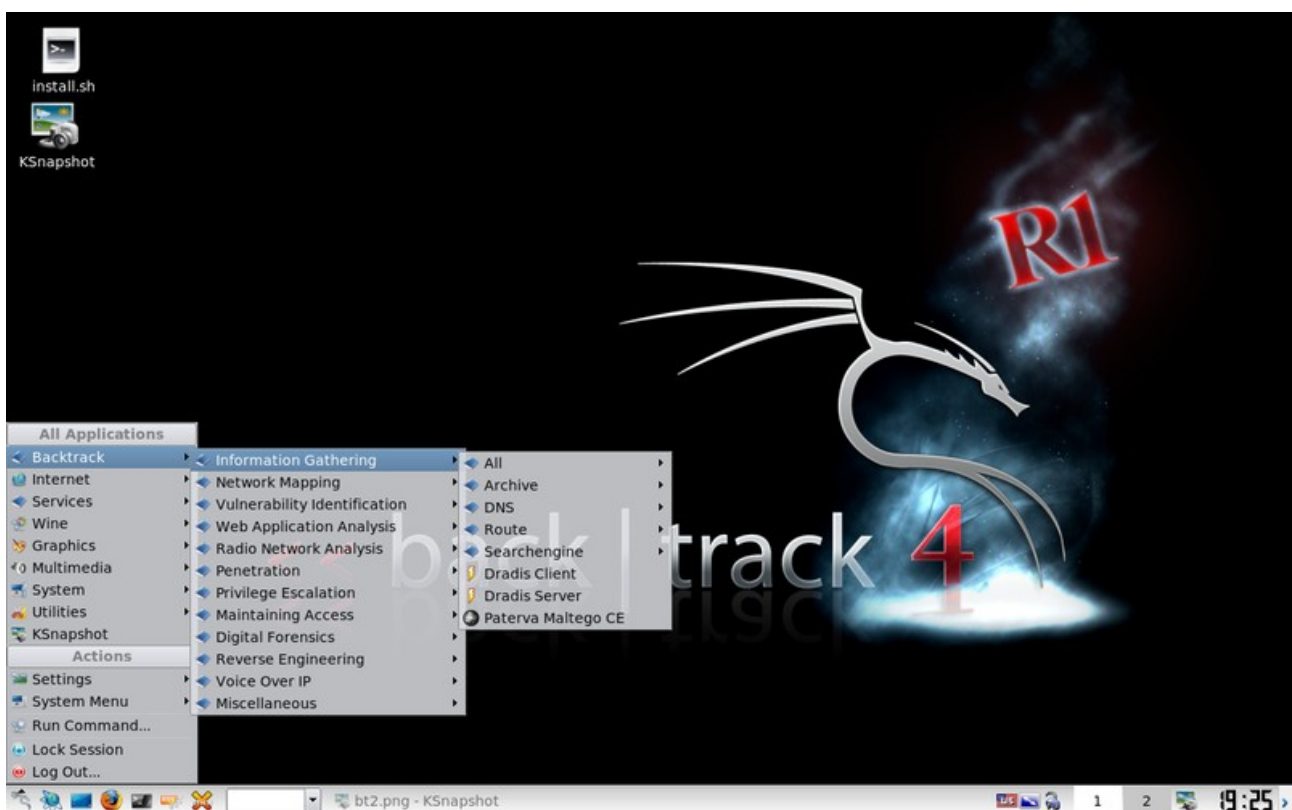 install.sh
KSnapshot
R1
back | track 4
All Applications
Backtrack
Internet
Services
Wine
Graphics
Multimedia
System
Utilities
KSnapshot
Actions
Settings
System Menu
Run Command...
Lock Session
Log Out...
Information Gathering
Network Mapping
Vulnerability Identification
Web Application Analysis
Radio Network Analysis
Penetration
Privilege Escalation
Maintaining Access
Digital Forensics
Reverse Engineering
Voice Over IP
Miscellaneous
All
Archive
DNS
Route
Searchengine
Dradis Client
Dradis Server
Paterva Maltego CE
bt2.png - KSnapshot
1
2
19:25